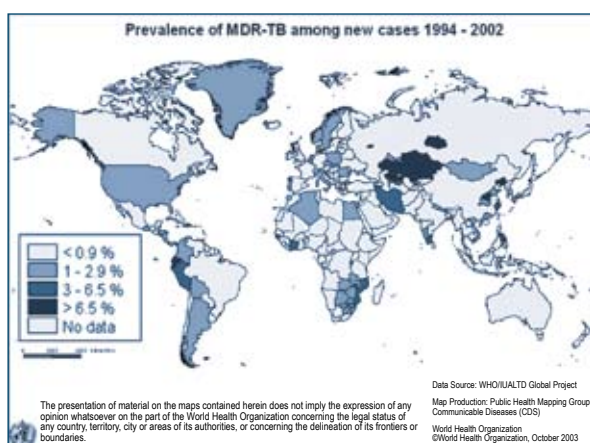 Prevalence of MDR-TB among new cases 1994 - 2002
< 0.9 %
1 - 2.9 %
3 - 6.5 %
> 6.5 %
No data
The presentation of material on the maps contained herein does not imply the expression of any
opinion whatsoever on the part of the World Health Organization concerning the legal status of
any country, territory, city or areas of its authorities, or concerning the delineation of its frontiers or
boundaries.
Data Source: WHO/IUALTD Global Project
Map Production: Public Health Mapping Group
Communicable Diseases (CDS)
World Health Organization
©World Health Organization, October 2003